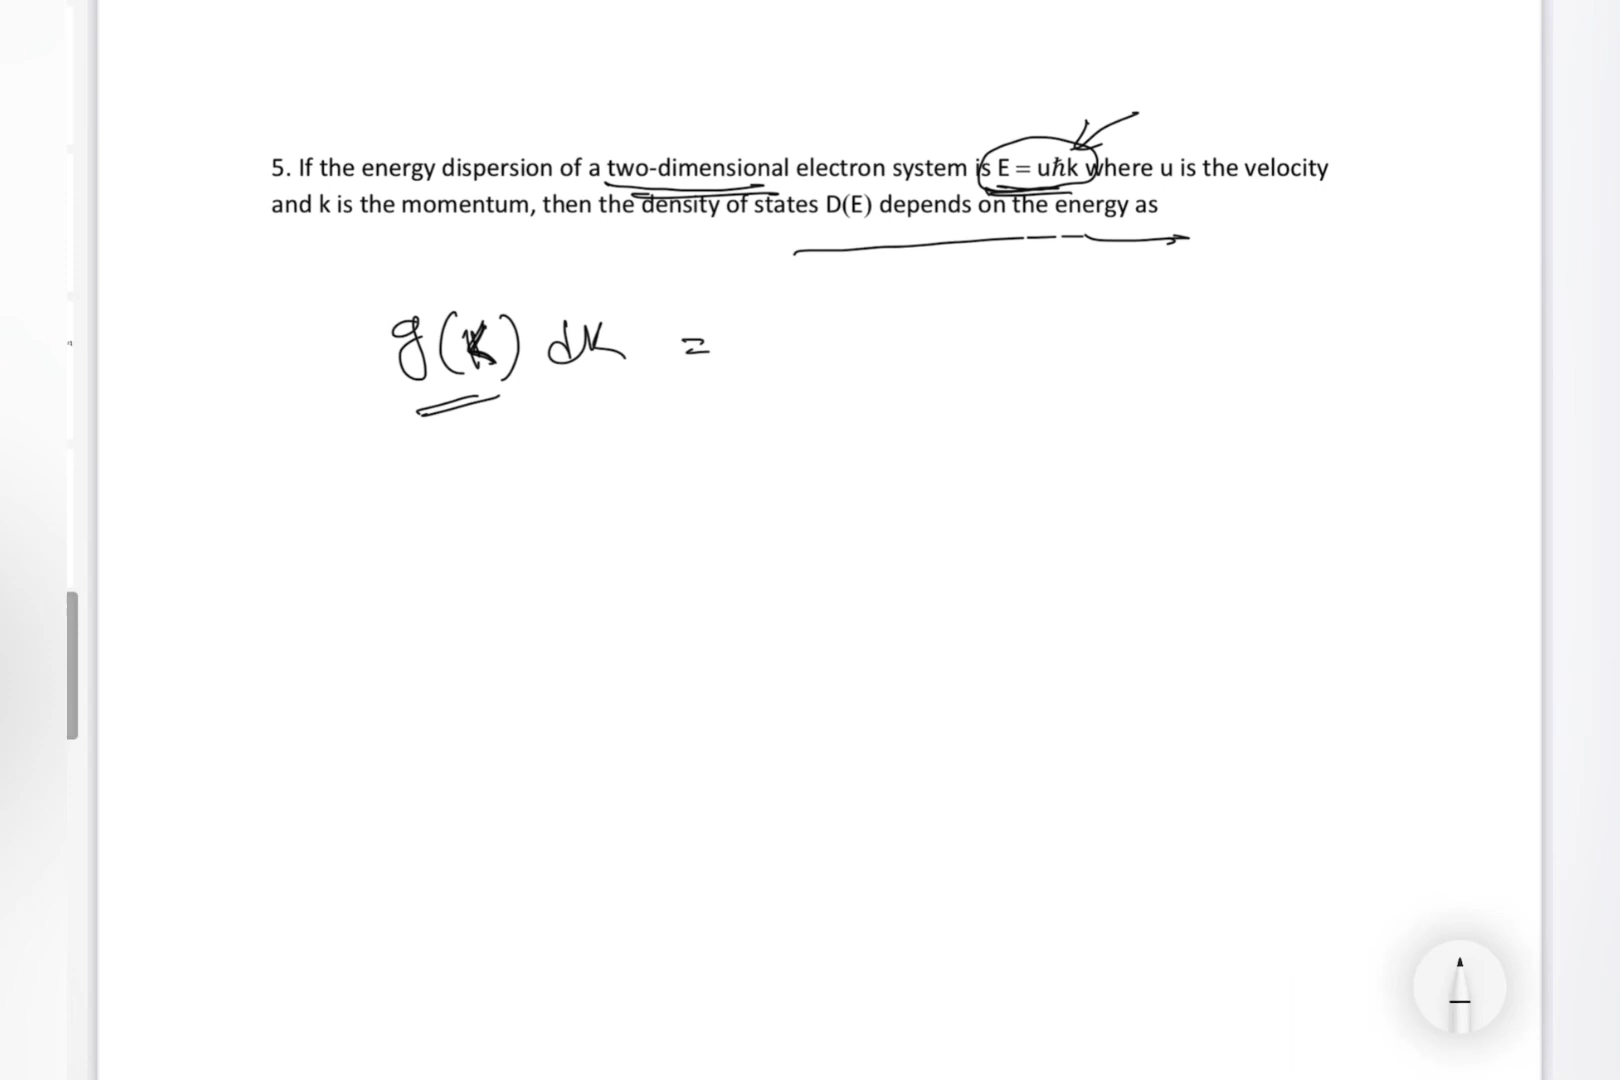 5. If the energy dispersion of a two-dimensional electron system is E = uℏk where u is the velocity
and k is the momentum, then the density of states D(E) depends on the energy as
g(k) dk =